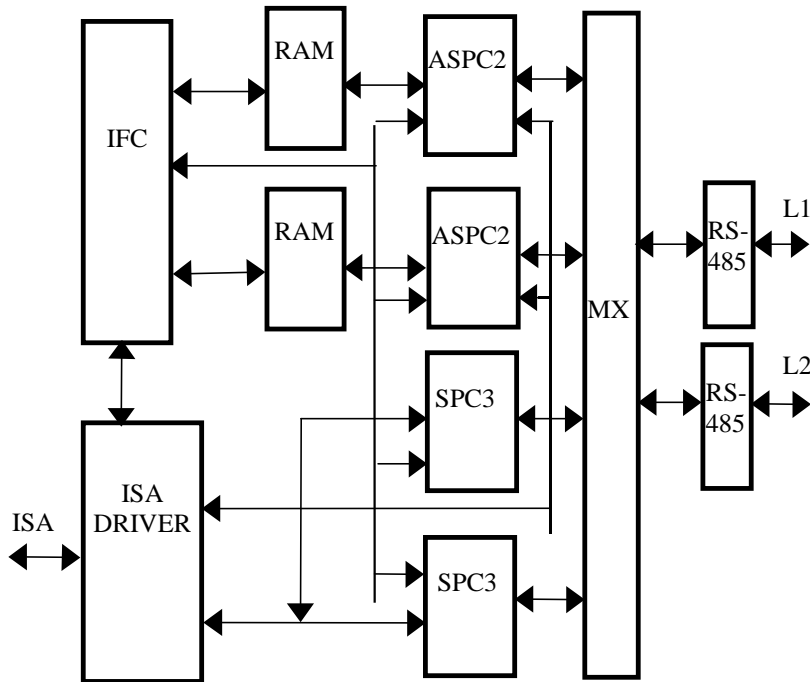 RAM
ASPC2
IFC
RAM
ASPC2
MX
RS-
485
L1
SPC3
RS-
485
L2
ISA
DRIVER
ISA
SPC3